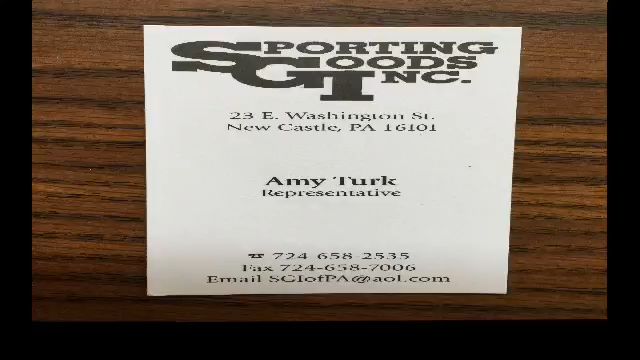 SPORTING
GOODS
INC.
23 E. Washington St.
New Castle, PA 16101
Amy Turk
Representative
☎ 724-658-2535
Fax 724-658-7006
Email SGIofPA@aol.com